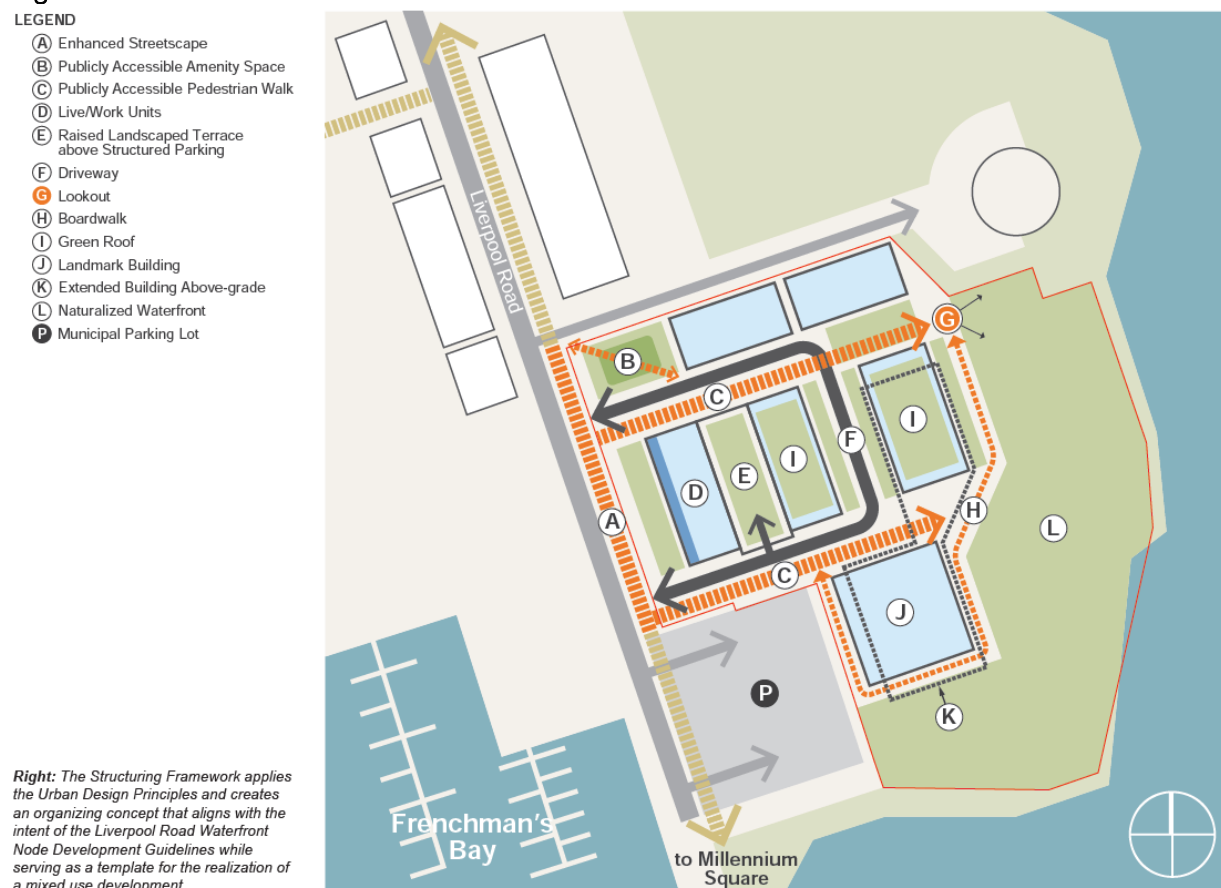 LEGEND
A Enhanced Streetscape
B Publicly Accessible Amenity Space
C Publicly Accessible Pedestrian Walk
D Live/Work Units
E Raised Landscaped Terrace
above Structured Parking
F Driveway
G Lookout
H Boardwalk
I Green Roof
J Landmark Building
K Extended Building Above-grade
L Naturalized Waterfront
P Municipal Parking Lot
Liverpool Road
G
B
C
I
F
E
I
D
A
H
L
C
J
P
K
Frenchman's
Bay
to Millennium
Square
Right: The Structuring Framework applies
the Urban Design Principles and creates
an organizing concept that aligns with the
intent of the Liverpool Road Waterfront
Node Development Guidelines while
serving as a template for the realization of
a mixed use development